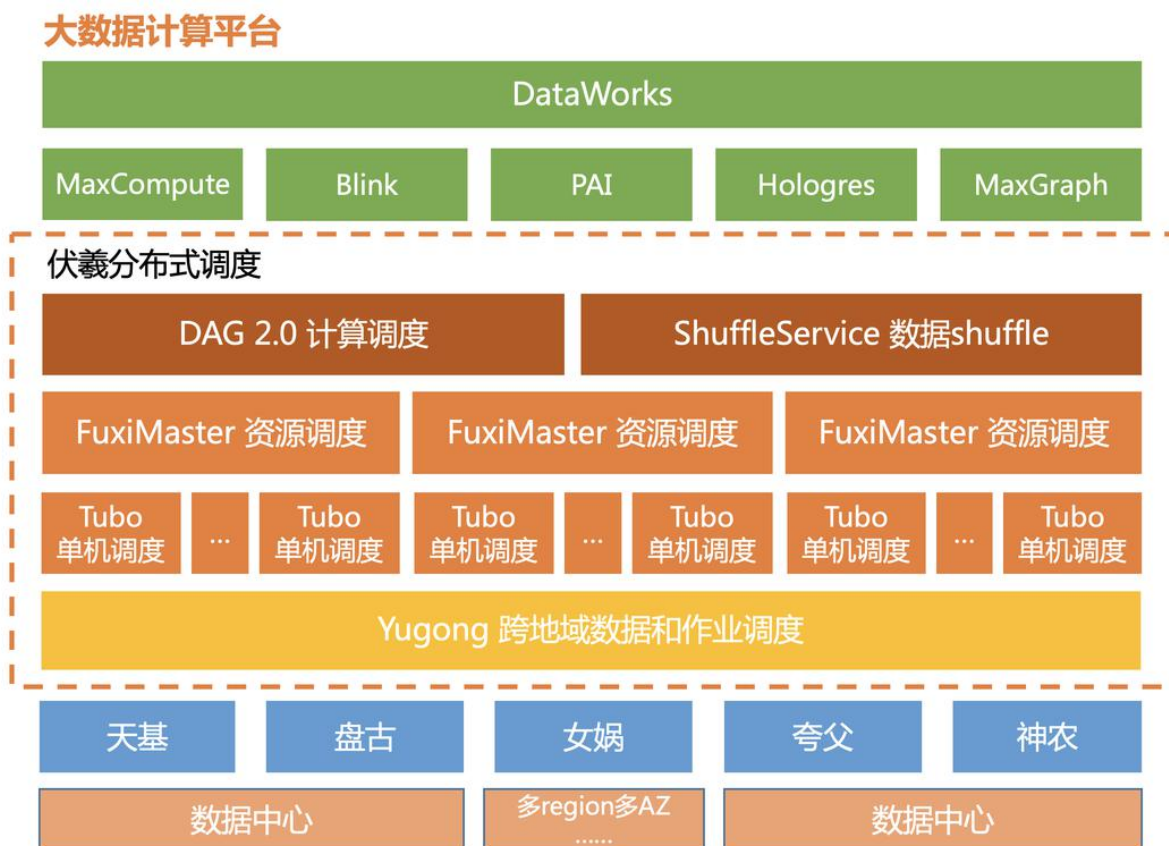 大数据计算平台
DataWorks
MaxCompute
Blink
PAI
Hologres
MaxGraph
伏羲分布式调度
DAG 2.0 计算调度
ShuffleService 数据shuffle
FuxiMaster 资源调度
FuxiMaster 资源调度
FuxiMaster 资源调度
Tubo
单机调度
...
Tubo
单机调度
Tubo
单机调度
...
Tubo
单机调度
Tubo
单机调度
...
Tubo
单机调度
Yugong 跨地域数据和作业调度
天基
盘古
女娲
夸父
神农
数据中心
多region多AZ
......
数据中心